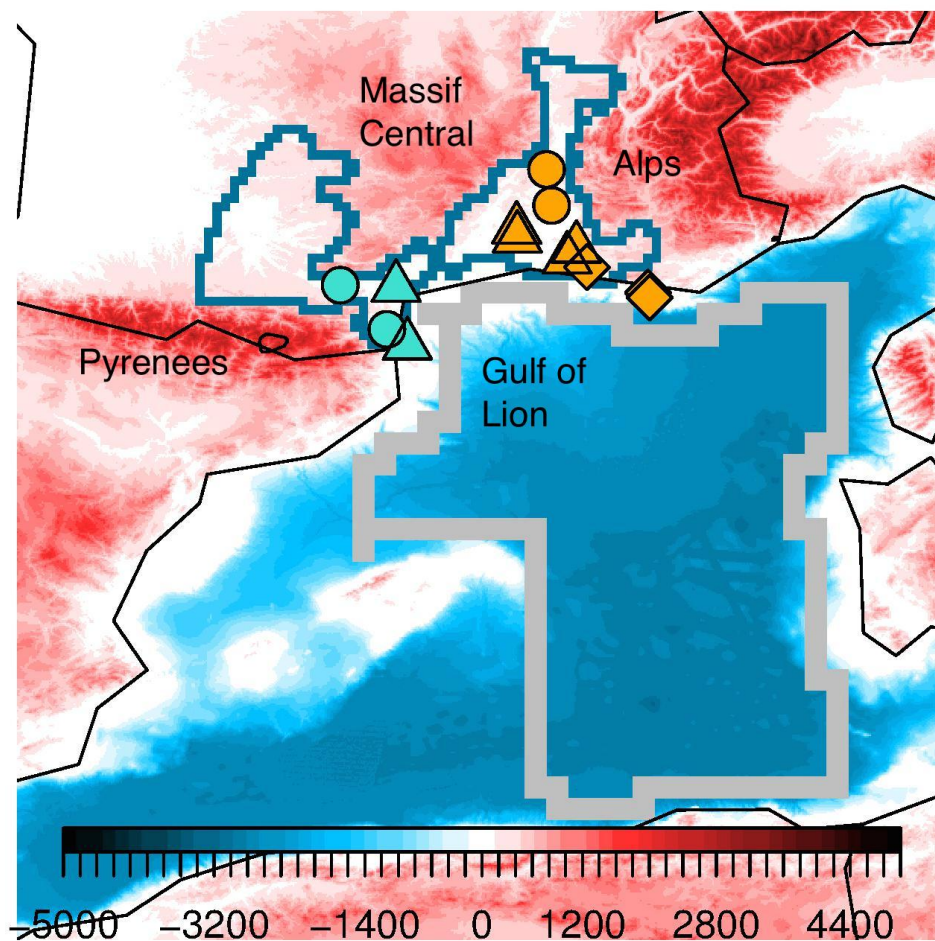 Massif
Central
Alps
Pyrenees
Gulf of
Lion
−5000 −3200 −1400 0 1200 2800 4400